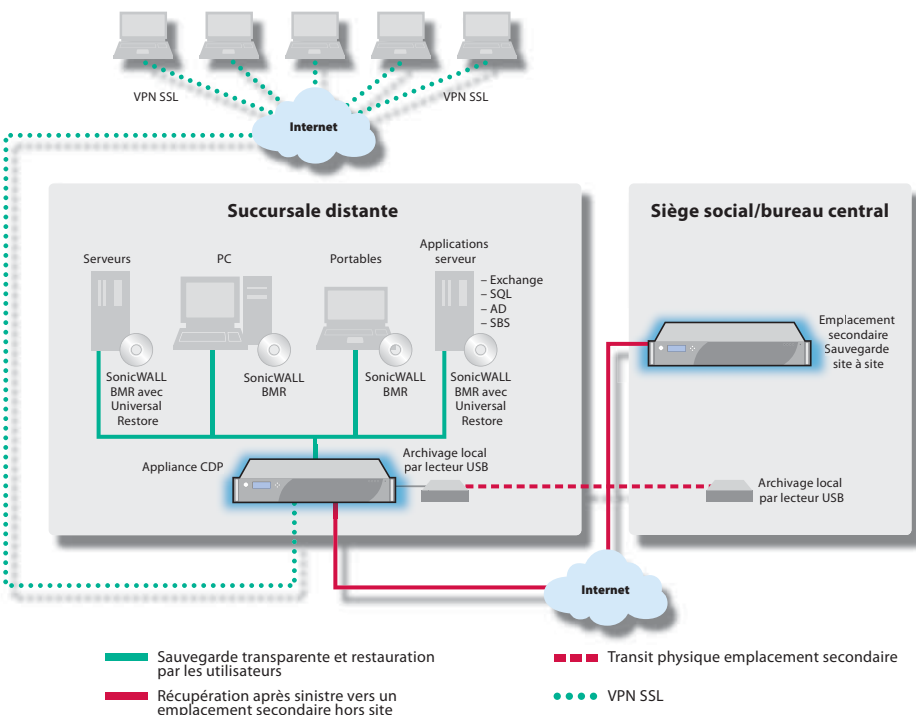 VPN SSL
VPN SSL
Internet
Succursale distante
Siège social/bureau central
Serveurs
PC
Portables
Applications
serveur
– Exchange
– SQL
– AD
– SBS
SonicWALL
BMR avec
Universal
Restore
SonicWALL
BMR
SonicWALL
BMR
SonicWALL
BMR avec
Universal
Restore
Emplacement
secondaire
Sauvegarde
site à site
Appliance CDP
Archivage local
par lecteur USB
Archivage local
par lecteur USB
Internet
Sauvegarde transparente et restauration
par les utilisateurs
Récupération après sinistre vers un
emplacement secondaire hors site
Transit physique emplacement secondaire
VPN SSL